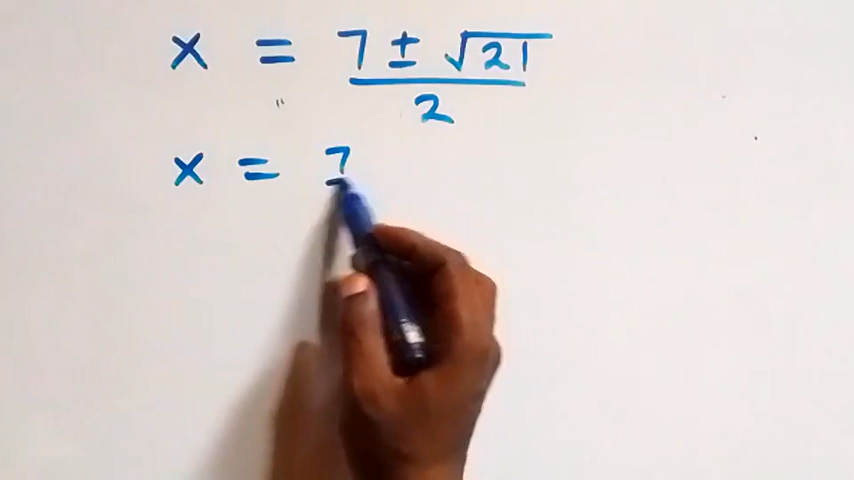 x = 7 ± √21
2
x = 7